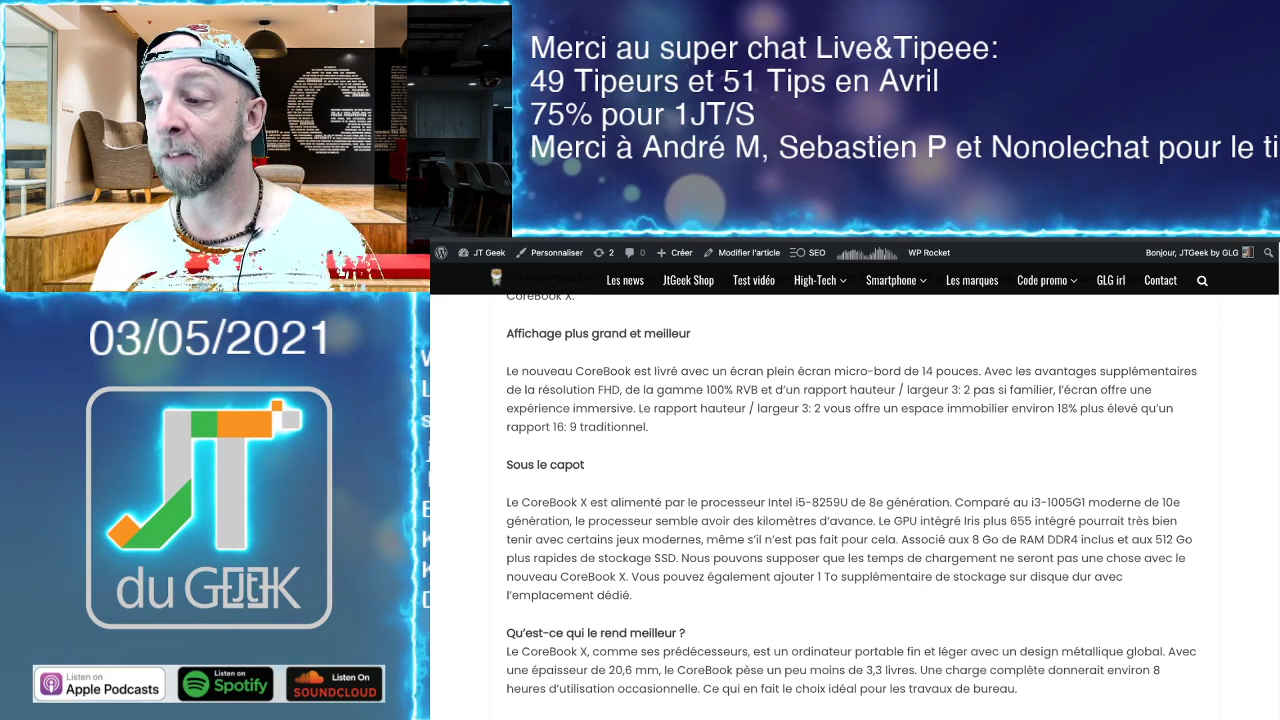 Merci au super chat Live&Tipeee:
49 Tipeurs et 51 Tips en Avril
75% pour 1JT/S
Merci à André M, Sebastien P et Nonolechat pour le ti
JT Geek
Personnaliser
2
0
Créer
Modifier l'article
SEO
WP Rocket
Bonjour, JTGeek by GLG
Les news
JtGeek Shop
Test vidéo
High-Tech
Smartphone
Les marques
Code promo
GLG irl
Contact
CoreBook X.
Affichage plus grand et meilleur
Le nouveau CoreBook est livré avec un écran plein écran micro-bord de 14 pouces. Avec les avantages supplémentaires
de la résolution FHD, de la gamme 100% RVB et d'un rapport hauteur / largeur 3: 2 pas si familier, l'écran offre une
expérience immersive. Le rapport hauteur / largeur 3: 2 vous offre un espace immobilier environ 18% plus élevé qu'un
rapport 16: 9 traditionnel.
Sous le capot
Le CoreBook X est alimenté par le processeur Intel i5-8259U de 8e génération. Comparé au i3-1005G1 moderne de 10e
génération, le processeur semble avoir des kilomètres d'avance. Le GPU intégré Iris plus 655 intégré pourrait très bien
tenir avec certains jeux modernes, même s'il n'est pas fait pour cela. Associé aux 8 Go de RAM DDR4 inclus et aux 512 Go
plus rapides de stockage SSD. Nous pouvons supposer que les temps de chargement ne seront pas une chose avec le
nouveau CoreBook X. Vous pouvez également ajouter 1 To supplémentaire de stockage sur disque dur avec
l'emplacement dédié.
Qu'est-ce qui le rend meilleur ?
Le CoreBook X, comme ses prédécesseurs, est un ordinateur portable fin et léger avec un design métallique global. Avec
une épaisseur de 20,6 mm, le CoreBook pèse un peu moins de 3,3 livres. Une charge complète donnerait environ 8
heures d'utilisation occasionnelle. Ce qui en fait le choix idéal pour les travaux de bureau.
03/05/2021
JT
du GEEK
Listen on
Apple Podcasts
Listen on
Spotify
Listen On
SOUNDCLOUD